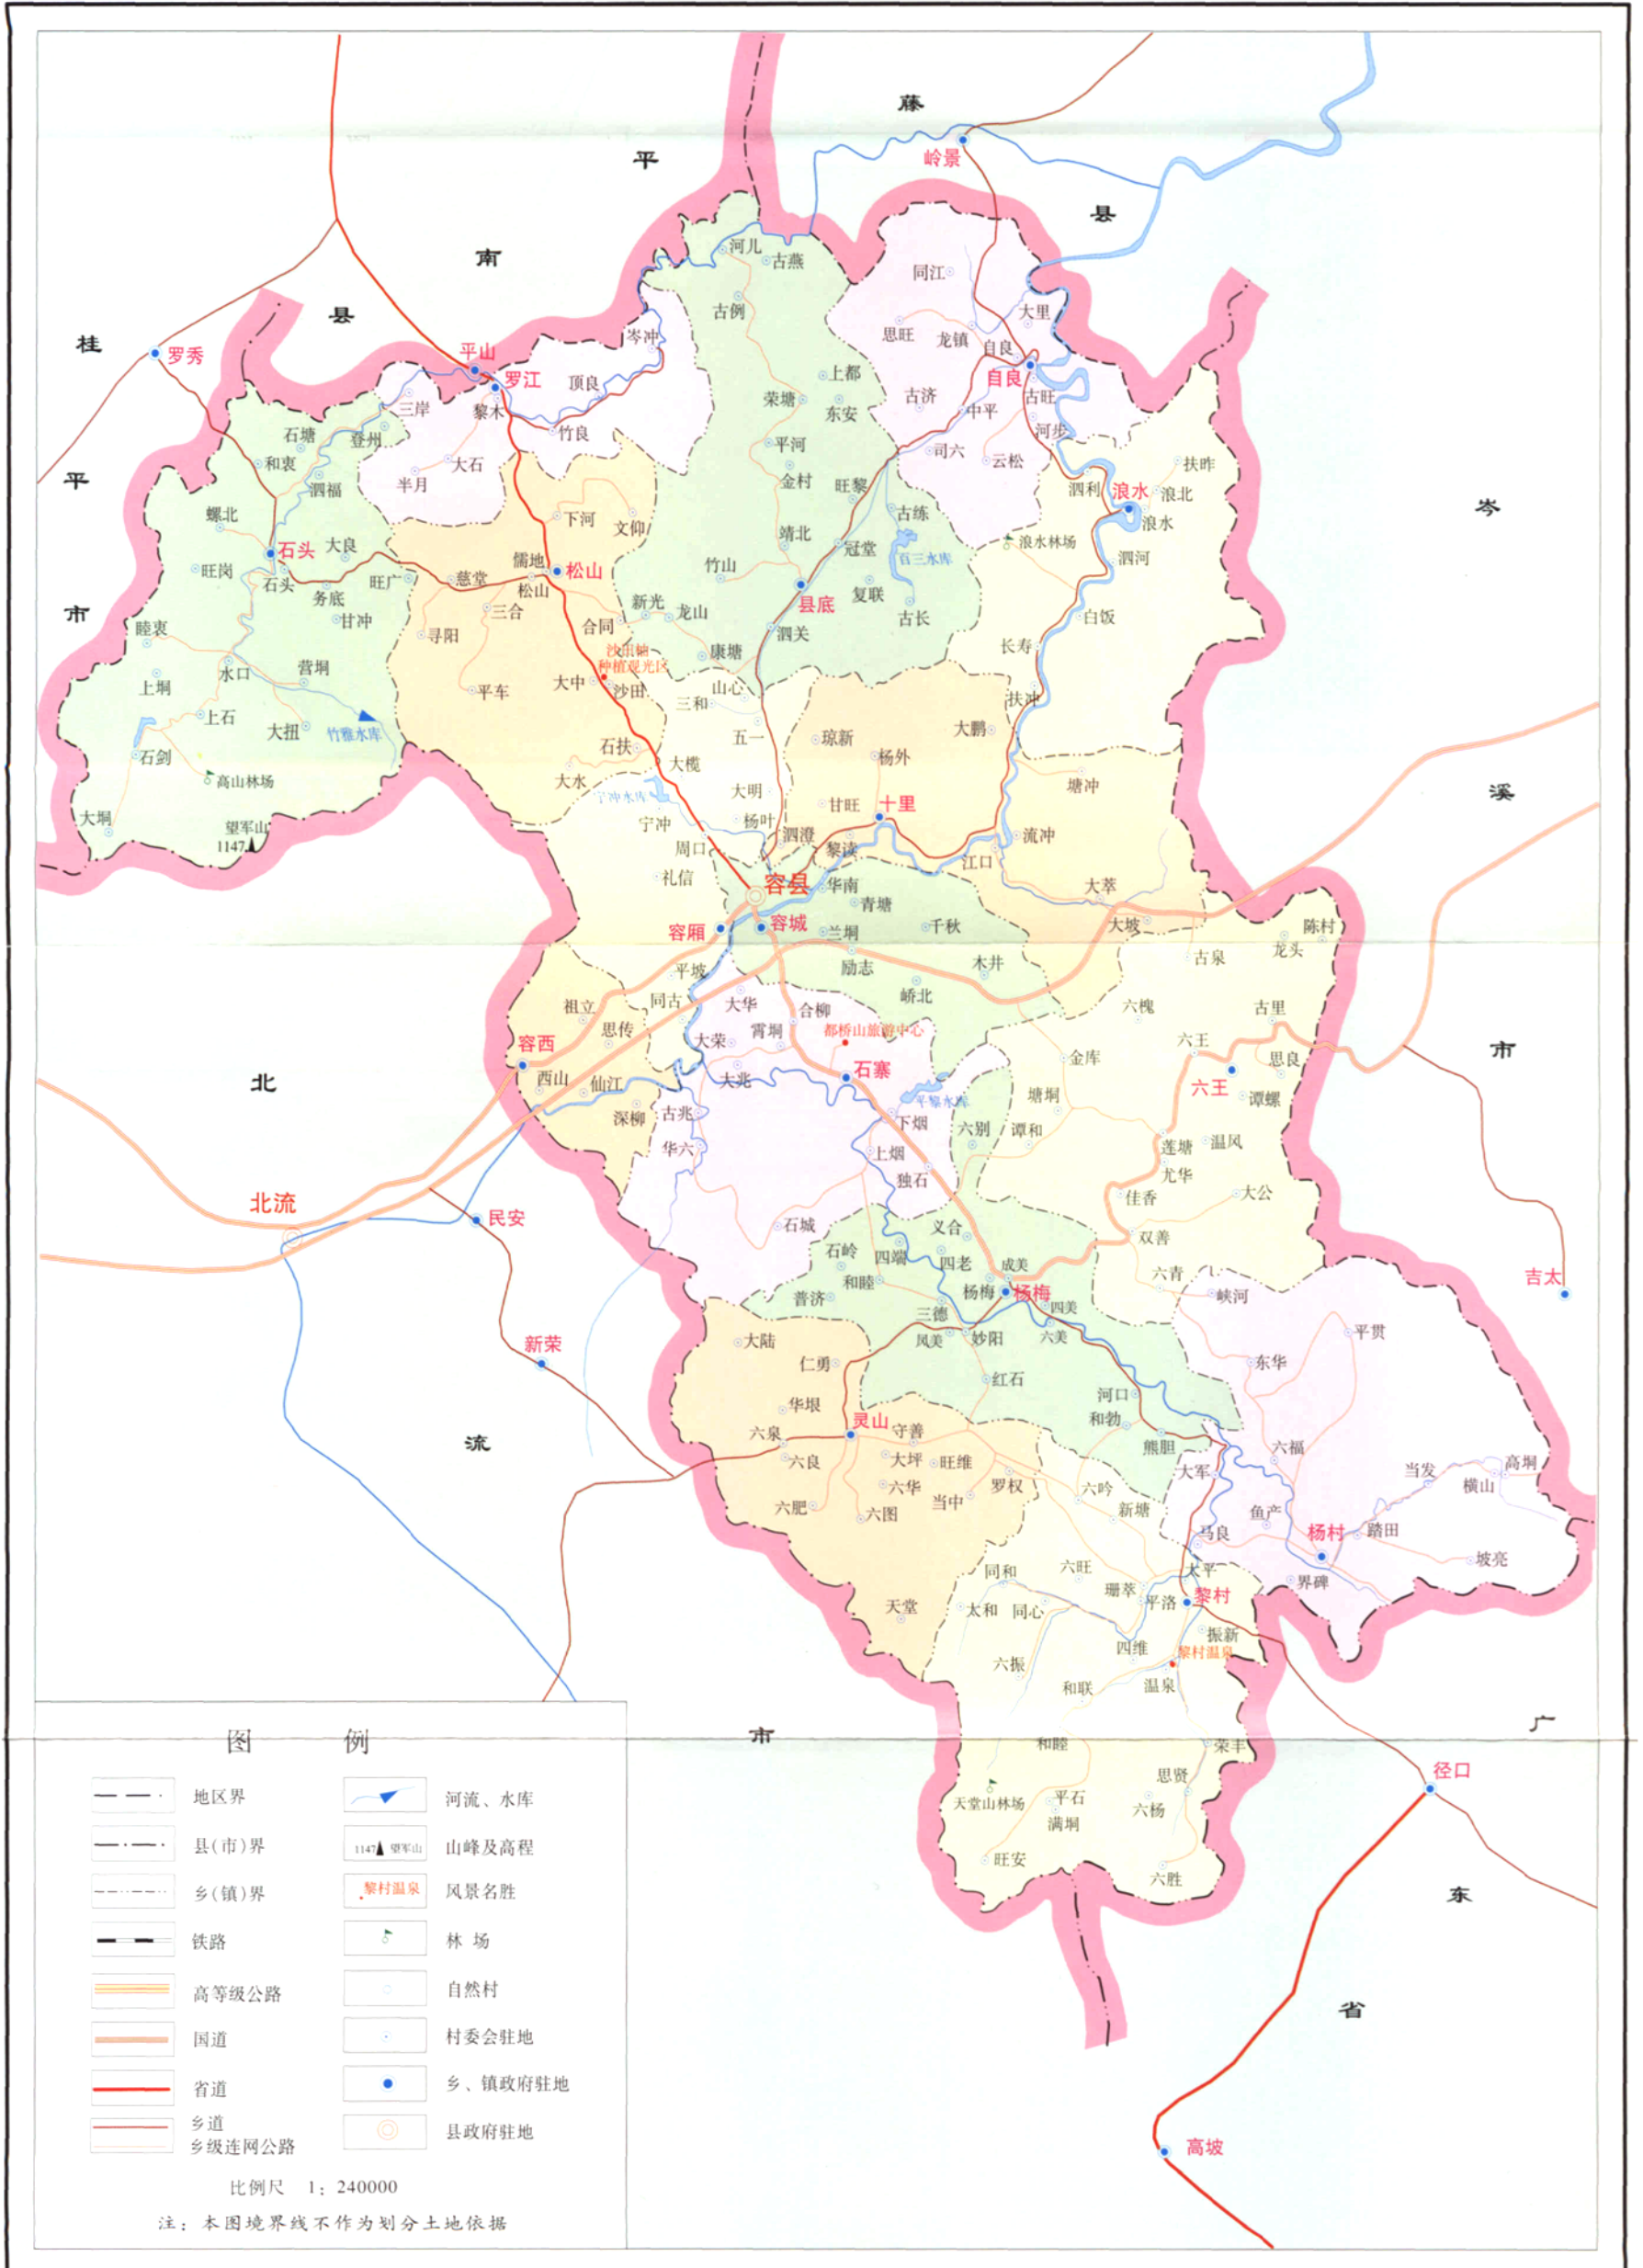 藤
岭景
平
县
南
县
桂
罗秀
平
市
岑
溪
市
北
流
市
广
东
省
河儿
古燕
古例
同江
大里
思旺
龙镇
自良
自良
岑冲
平山
罗江
顶良
黎木
三岸
竹良
上都
荣塘
东安
古济
中平
古旺
河步
石塘
登州
和衷
泗福
大石
半月
平河
金村
旺黎
司六
云松
泗利
浪水
浪北
扶昨
浪水
螺北
石头
大良
下河
文仰
靖北
冠堂
古练
百三水库
浪水林场
泗河
旺岗
石头
旺广
务底
甘冲
儒地
松山
松山
慈堂
三合
竹山
县底
复联
古长
白饭
睦衷
寻阳
合同
新光
龙山
泗关
长寿
水口
营垌
上垌
上石
大扭
竹雅水库
平车
大中
沙田
沙田柚
种植观光区
康塘
三和
山心
扶冲
石剑
高山林场
石扶
五一
琼新
杨外
大鹏
大水
大榄
宁冲水库
大明
甘旺
十里
塘冲
大垌
望军山
1147
宁冲
杨叶
泗澄
黎读
流冲
江口
周口
礼信
容县
华南
青塘
大萃
大坡
容厢
容城
兰垌
千秋
陈村
龙头
平坡
励志
木井
古泉
祖立
同古
大华
合柳
峤北
六槐
古里
思传
大荣
霄垌
都桥山旅游中心
容西
西山
仙江
大兆
石寨
平黎水库
金库
六王
六王
思良
谭螺
深柳
古兆
下烟
塘垌
华六
上烟
六别
谭和
莲塘
温风
独石
尤华
北流
民安
佳香
大公
石城
义合
双善
石岭
四端
四老
成美
和睦
杨梅
杨梅
四美
六青
峡河
吉太
普济
三德
凤美
妙阳
六美
平贯
新荣
大陆
仁勇
东华
华垠
红石
河口
和勃
六泉
灵山
守善
熊胆
六福
六良
大坪
旺维
罗权
大军
当发
高垌
横山
六肥
六华
当中
六吟
新塘
六图
鱼产
杨村
踏田
马良
坡亮
同和
六旺
太平
界碑
珊萃
天堂
太和
同心
平洛
黎村
振新
四维
黎村温泉
六振
温泉
和联
和睦
荣丰
思贤
径口
天堂山林场
平石
六杨
满垌
旺安
六胜
高坡
图 例
地区界
河流、水库
县(市)界
1147 望军山
山峰及高程
乡(镇)界
黎村温泉
风景名胜
铁路
林 场
高等级公路
自然村
国道
村委会驻地
省道
乡、镇政府驻地
乡道
乡级连网公路
县政府驻地
比例尺 1：240000
注：本图境界线不作为划分土地依据